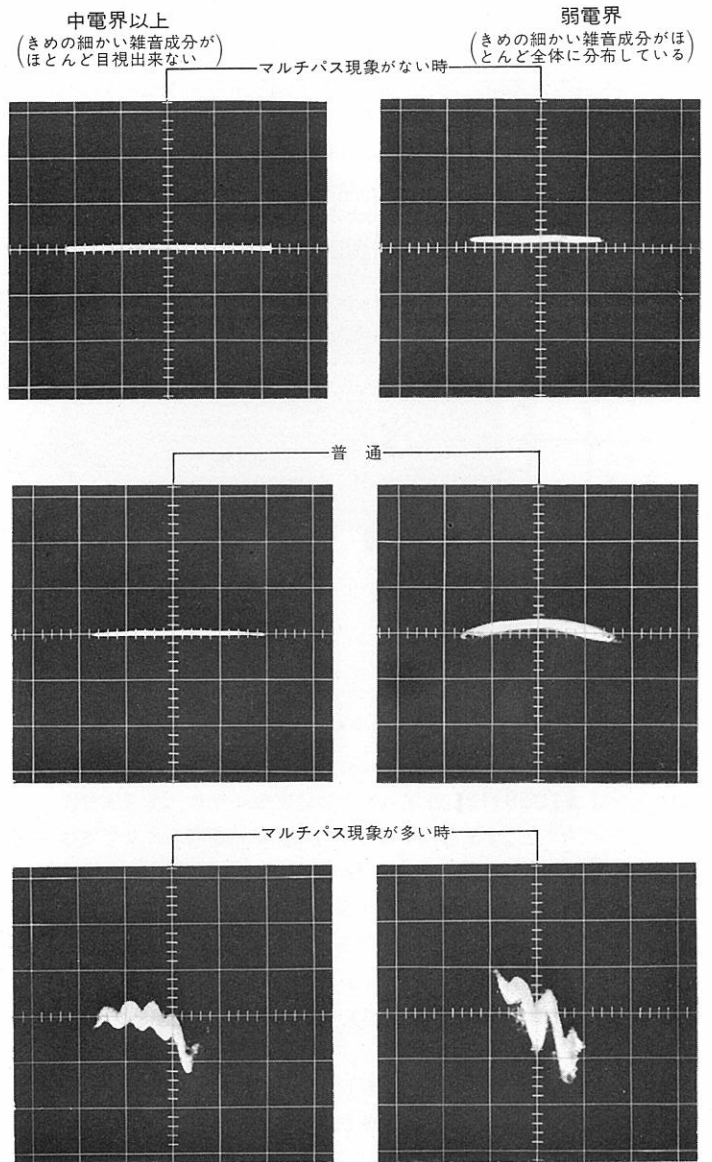 中電界以上
(きめの細かい雑音成分が
ほとんど目視出来ない)
弱電界
(きめの細かい雑音成分がほ
とんど全体に分布している)
マルチパス現象がない時
普 通
マルチパス現象が多い時